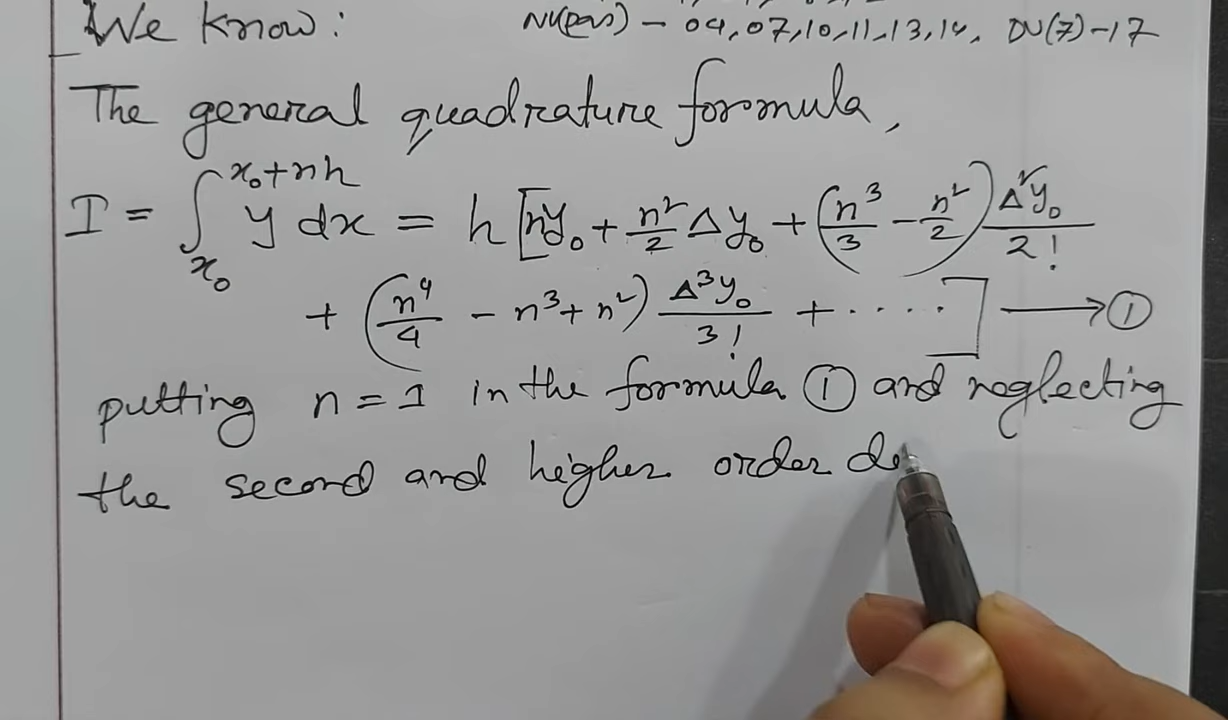 We know: NU(pas) – 04,07,10,11,13,14, DU(7)-17
The general quadrature formula,
I = ∫_{x₀}^{x₀+nh} y dx = h [ny₀ + n²/2 Δy₀ + (n³/3 − n²/2) Δ²y₀/2!
+ (n⁴/4 − n³ + n²) Δ³y₀/3! + ·····] ⟶ ①
putting n = 1 in the formula ① and neglecting
the second and higher order de